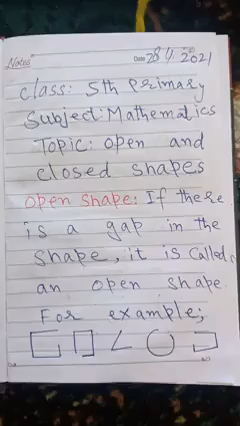 Notes
Date 28 2021
class: 5th primary
Subject: Mathematics
Topic: open and
closed shapes
open shape: If there
is a gap in the
shape, it is called
an open shape.
For example;